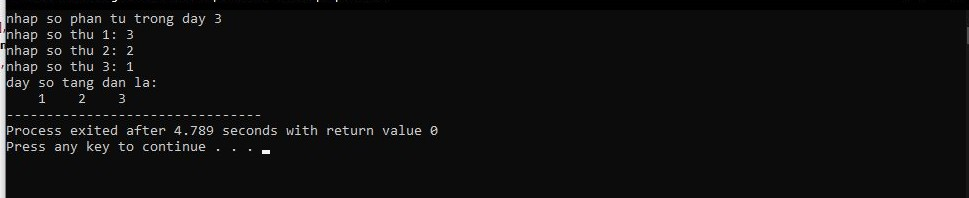 nhap so phan tu trong day 3
nhap so thu 1: 3
nhap so thu 2: 2
nhap so thu 3: 1
day so tang dan la:
    1    2    3
--------------------------------
Process exited after 4.789 seconds with return value 0
Press any key to continue . . .